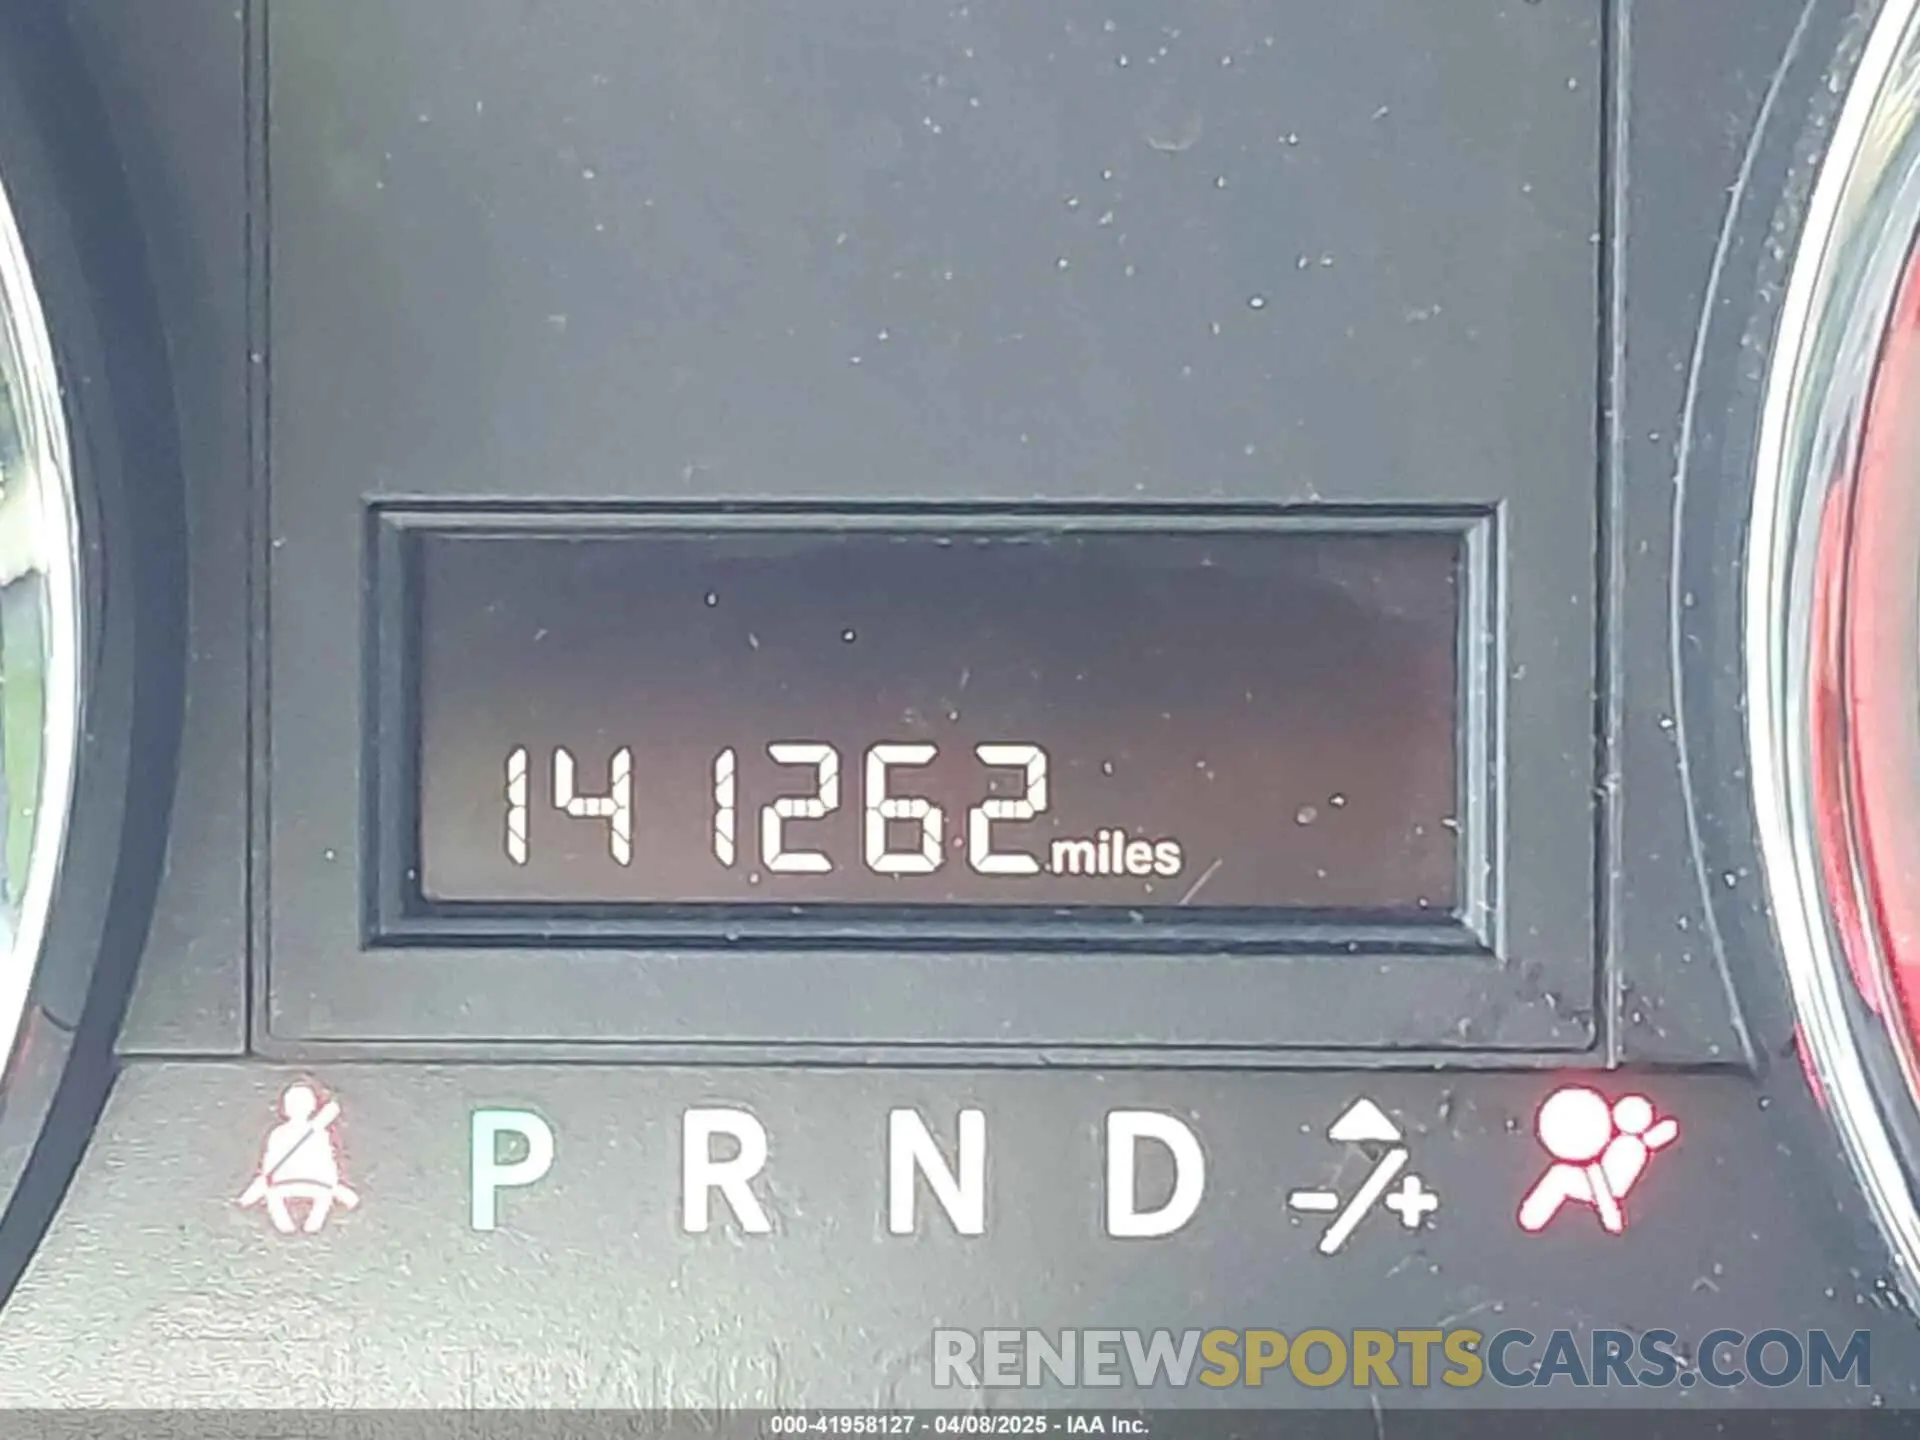 141262 miles
P R N D - +
RENEWSPORTSCARS.COM
000-41958127 - 04/08/2025 - IAA Inc.